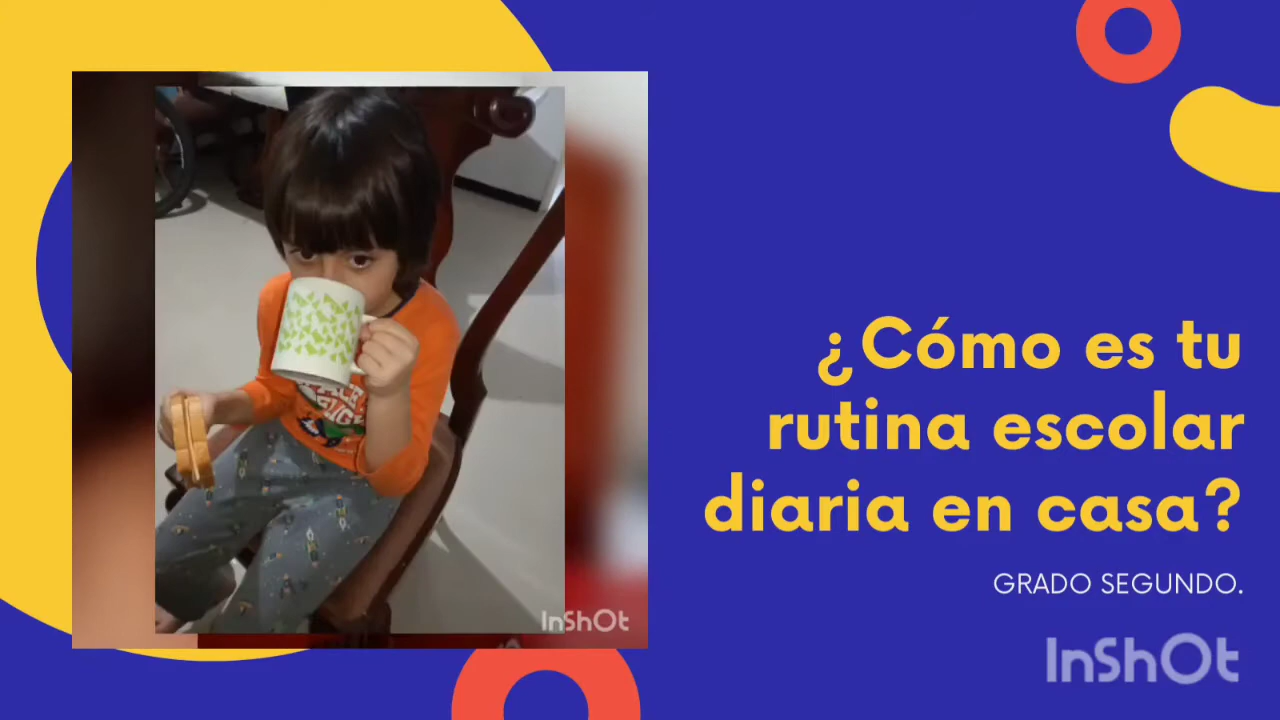 ¿Cómo es tu
rutina escolar
diaria en casa?
GRADO SEGUNDO.
InShOt
InShOt